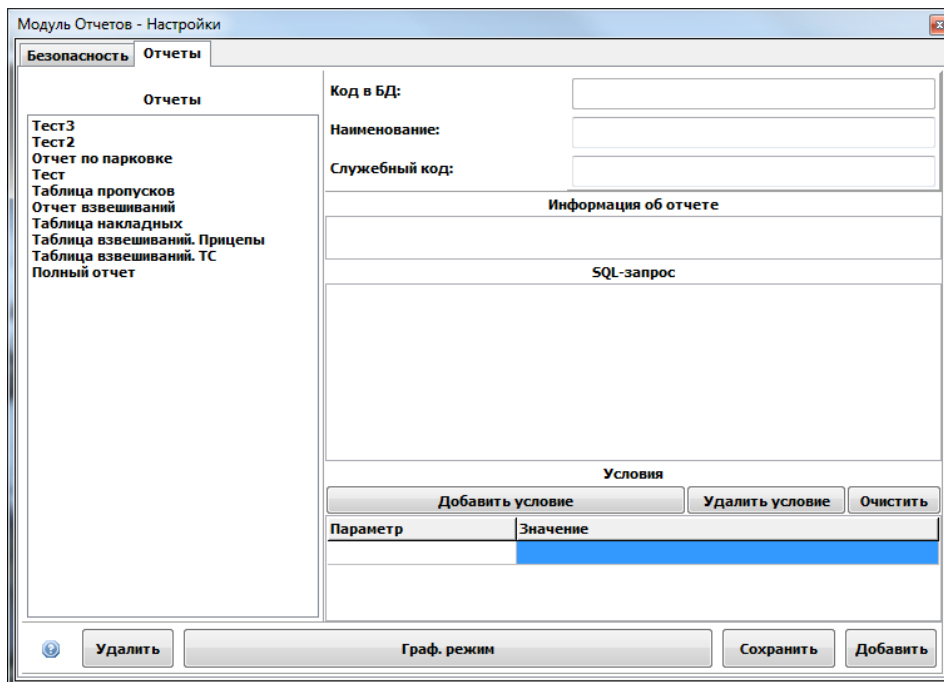 Модуль Отчетов - Настройки
Безопасность Отчеты
Отчеты
Тест3
Тест2
Отчет по парковке
Тест
Таблица пропусков
Отчет взвешиваний
Таблица накладных
Таблица взвешиваний. Прицепы
Таблица взвешиваний. ТС
Полный отчет
Код в БД:
Наименование:
Служебный код:
Информация об отчете
SQL-запрос
Условия
Добавить условие Удалить условие Очистить
Параметр Значение
Удалить Граф. режим Сохранить Добавить